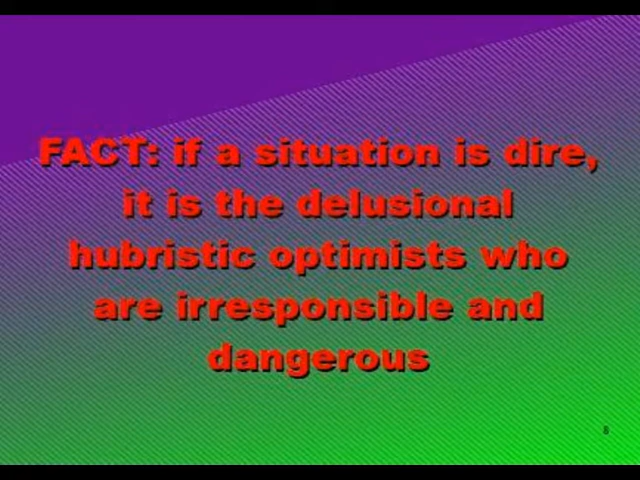 FACT: if a situation is dire,
it is the delusional
hubristic optimists who
are irresponsible and
dangerous
8